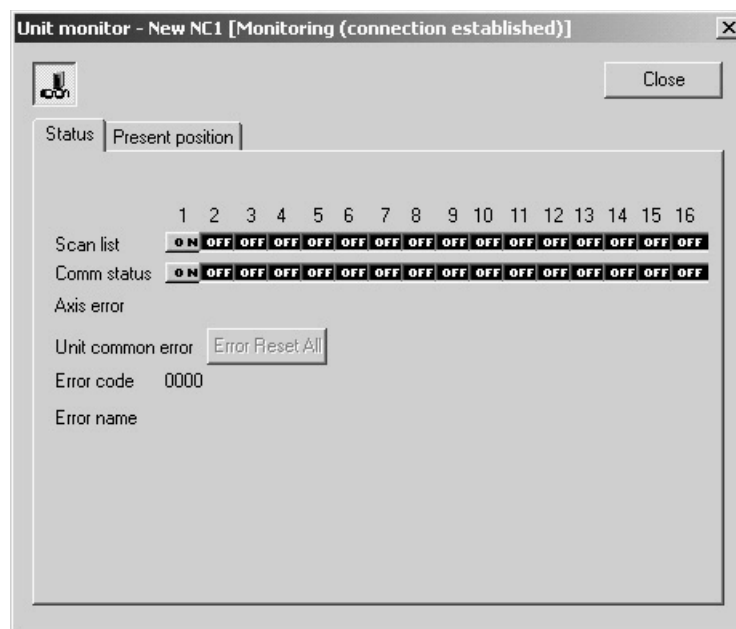 Unit monitor - New NC1 [Monitoring (connection established)]
Close
Status Present position
1 2 3 4 5 6 7 8 9 10 11 12 13 14 15 16
Scan list ON OFF OFF OFF OFF OFF OFF OFF OFF OFF OFF OFF OFF OFF OFF OFF
Comm status ON OFF OFF OFF OFF OFF OFF OFF OFF OFF OFF OFF OFF OFF OFF OFF
Axis error
Unit common error Error Reset All
Error code 0000
Error name